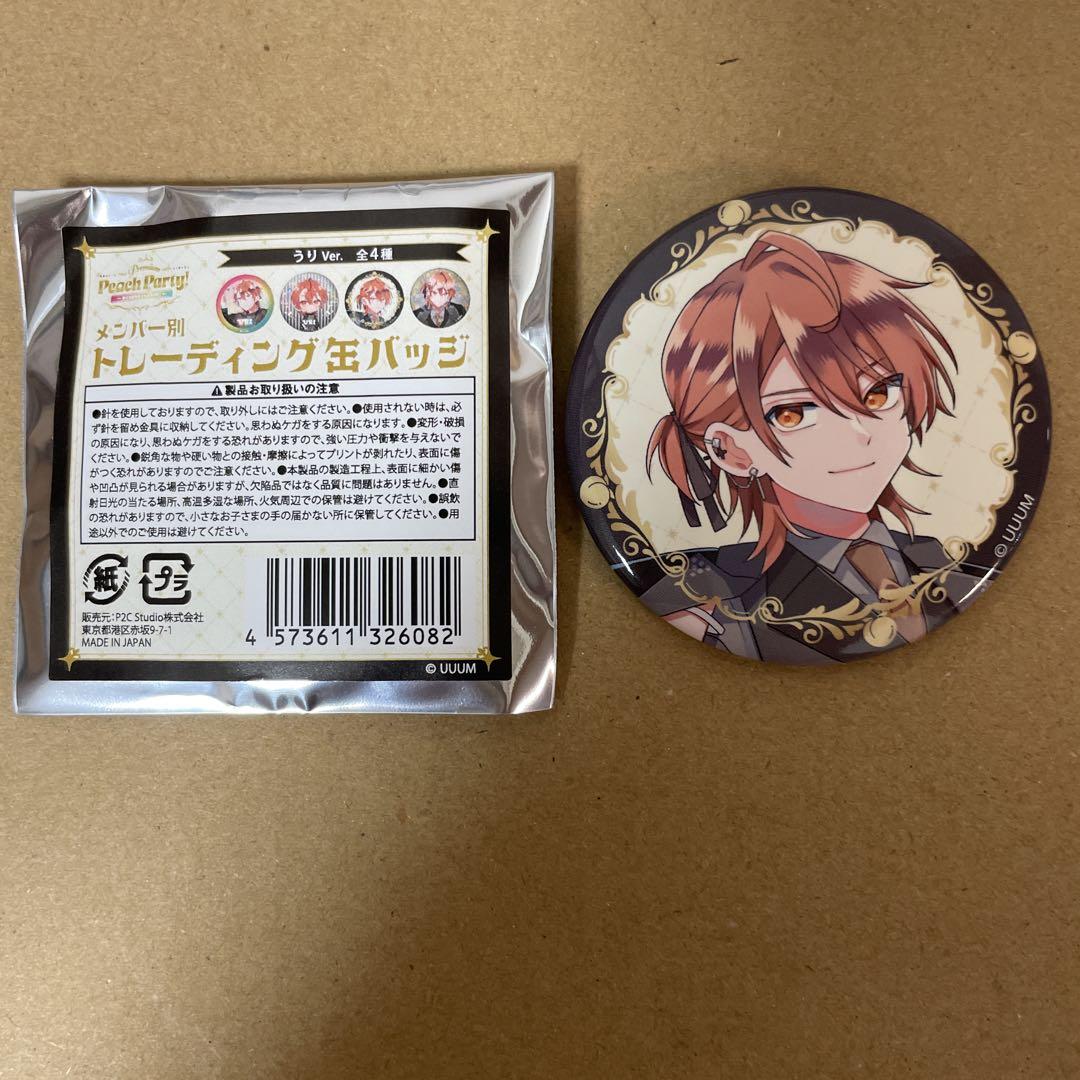 うり Ver. 全4種
Premium
Peach Party!
メンバー別
トレーディング缶バッジ
⚠製品お取り扱いの注意
●針を使用しておりますので、取り外しにはご注意ください。●使用されない時は、必
ず針を留め金具に収納してください。思わぬケガをする原因になります。●変形・破損
の原因になり、思わぬケガをする恐れがありますので、強い圧力や衝撃を与えないでく
ださい。●鋭角な物や硬い物との接触・摩擦によってプリントが剥れたり、表面に傷
がつく恐れがありますのでご注意ください。●本製品の製造工程上、表面に細かい傷
や凹凸が見られる場合がありますが、欠陥品ではなく品質に問題はありません。●直
射日光の当たる場所、高温多湿な場所、火気周辺での保管は避けてください。●誤飲
の恐れがありますので、小さなお子さまの手の届かない所に保管してください。●用
途以外でのご使用は避けてください。
紙 プラ
販売元：P2C Studio株式会社
東京都港区赤坂9-7-1
MADE IN JAPAN
4 573611 326082
© UUUM
© UUUM